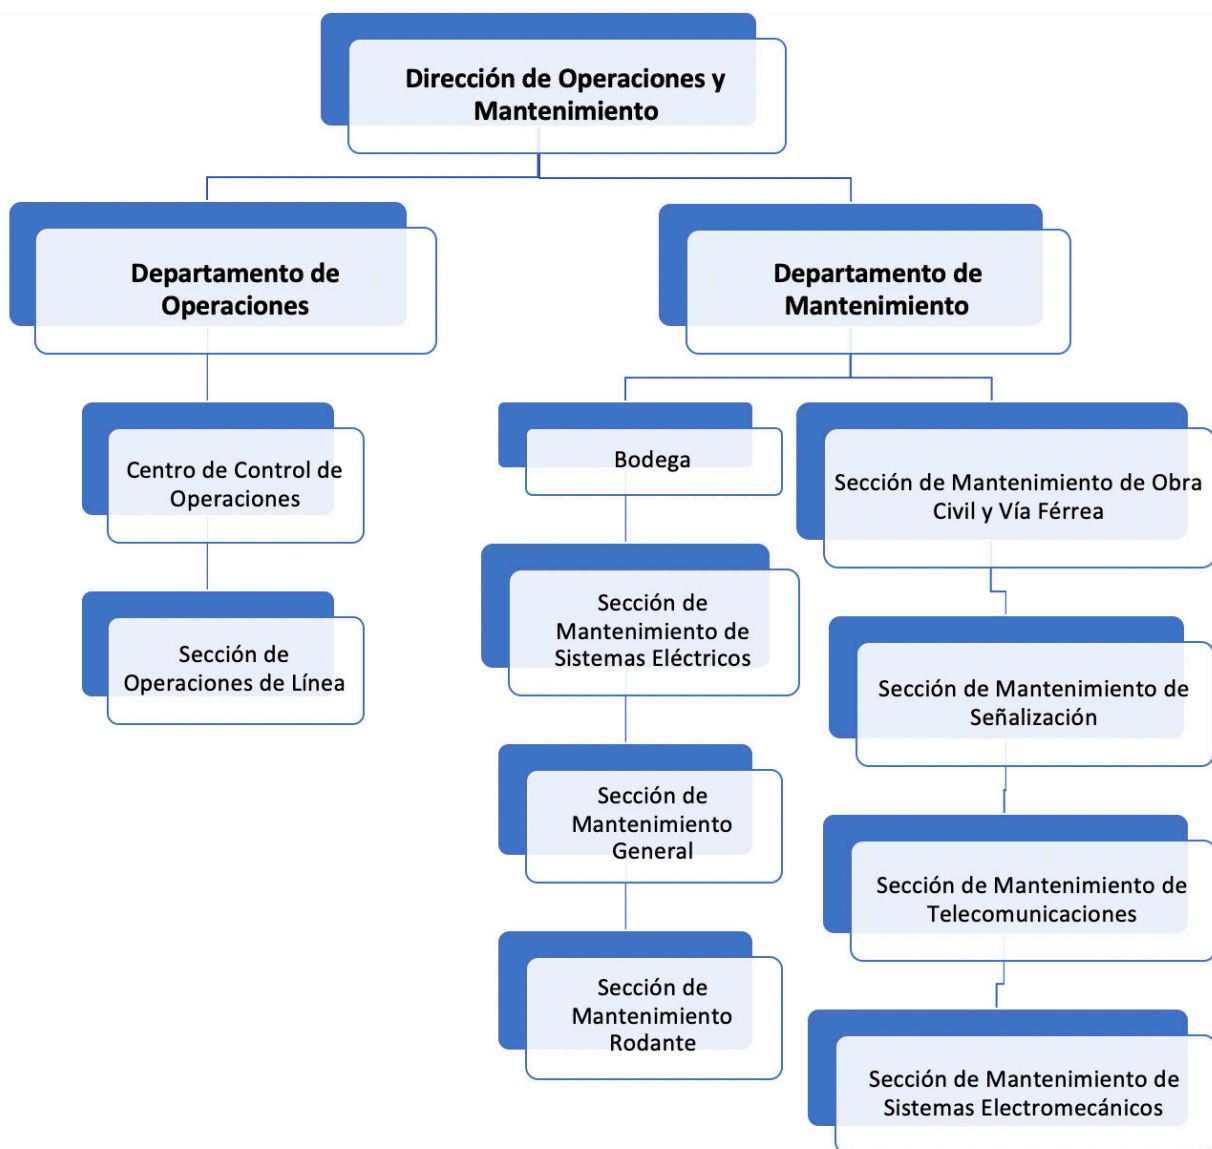 Dirección de Operaciones y
Mantenimiento
Departamento de
Operaciones
Departamento de
Mantenimiento
Centro de Control de
Operaciones
Sección de
Operaciones de Línea
Bodega
Sección de
Mantenimiento de
Sistemas Eléctricos
Sección de
Mantenimiento
General
Sección de
Mantenimiento
Rodante
Sección de Mantenimiento de Obra
Civil y Vía Férrea
Sección de Mantenimiento de
Señalización
Sección de Mantenimiento de
Telecomunicaciones
Sección de Mantenimiento de
Sistemas Electromecánicos